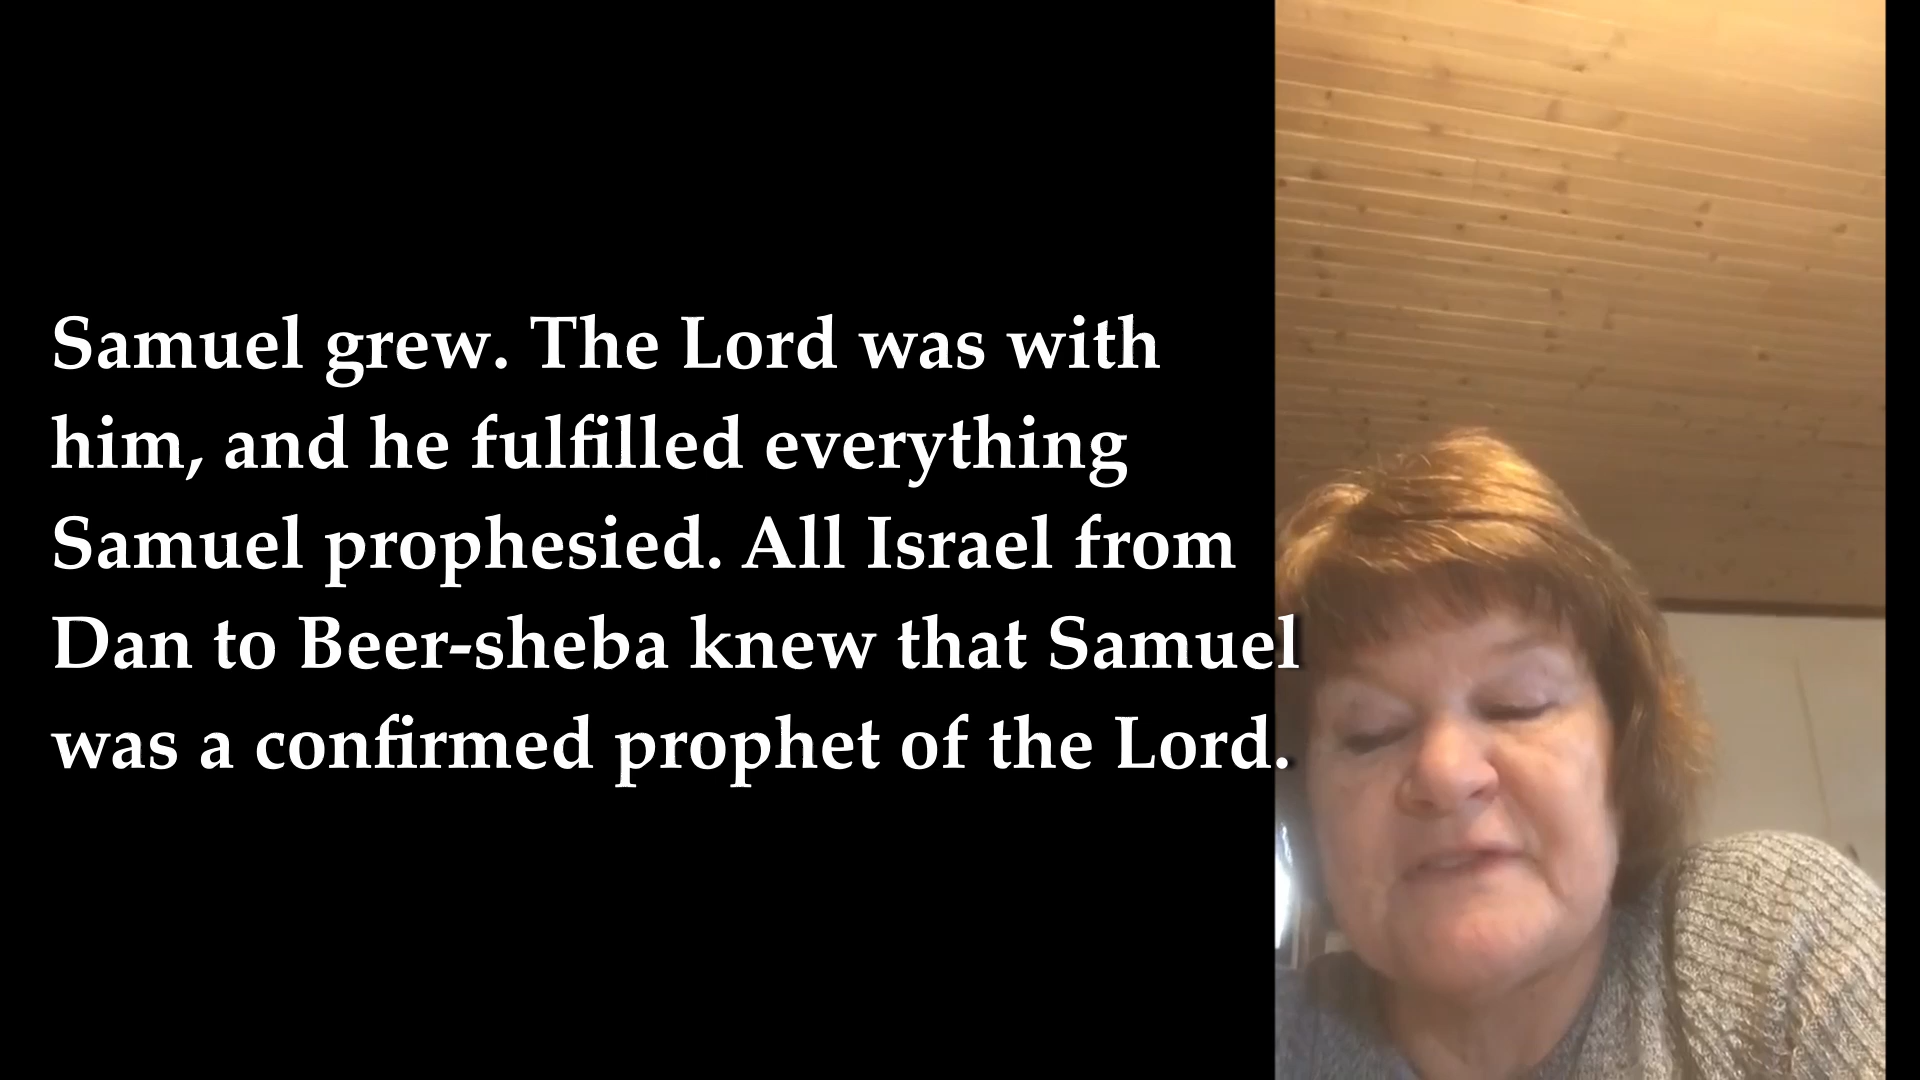 Samuel grew. The Lord was with
him, and he fulfilled everything
Samuel prophesied. All Israel from
Dan to Beer-sheba knew that Samuel
was a confirmed prophet of the Lord.